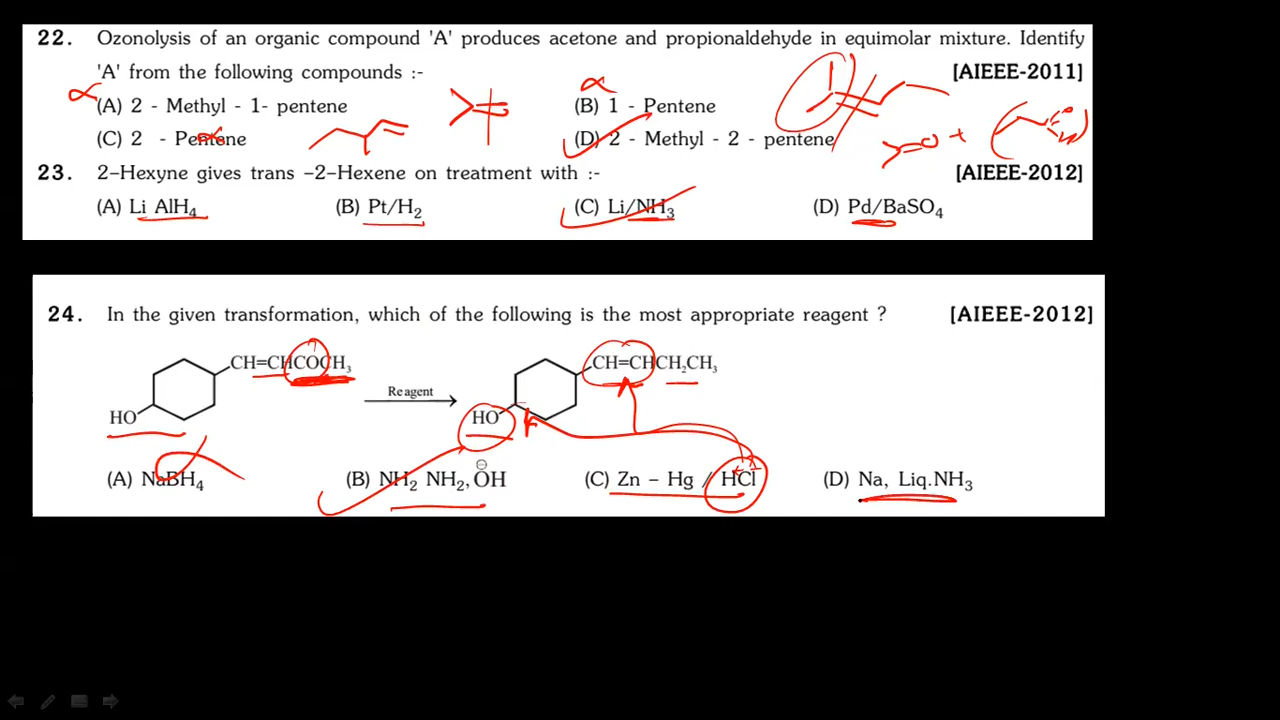 22. Ozonolysis of an organic compound 'A' produces acetone and propionaldehyde in equimolar mixture. Identify
'A' from the following compounds :- [AIEEE-2011]
(A) 2 - Methyl - 1- pentene (B) 1 - Pentene
(C) 2 - Pentene (D) 2 - Methyl - 2 - pentene
23. 2–Hexyne gives trans –2–Hexene on treatment with :- [AIEEE-2012]
(A) Li AlH₄ (B) Pt/H₂ (C) Li/NH₃ (D) Pd/BaSO₄
24. In the given transformation, which of the following is the most appropriate reagent ? [AIEEE-2012]
CH=CHCOCH₃ CH=CHCH₂CH₃
Reagent
HO HO
(A) NaBH₄ (B) NH₂ NH₂, ⊖OH (C) Zn – Hg / HCl (D) Na, Liq.NH₃